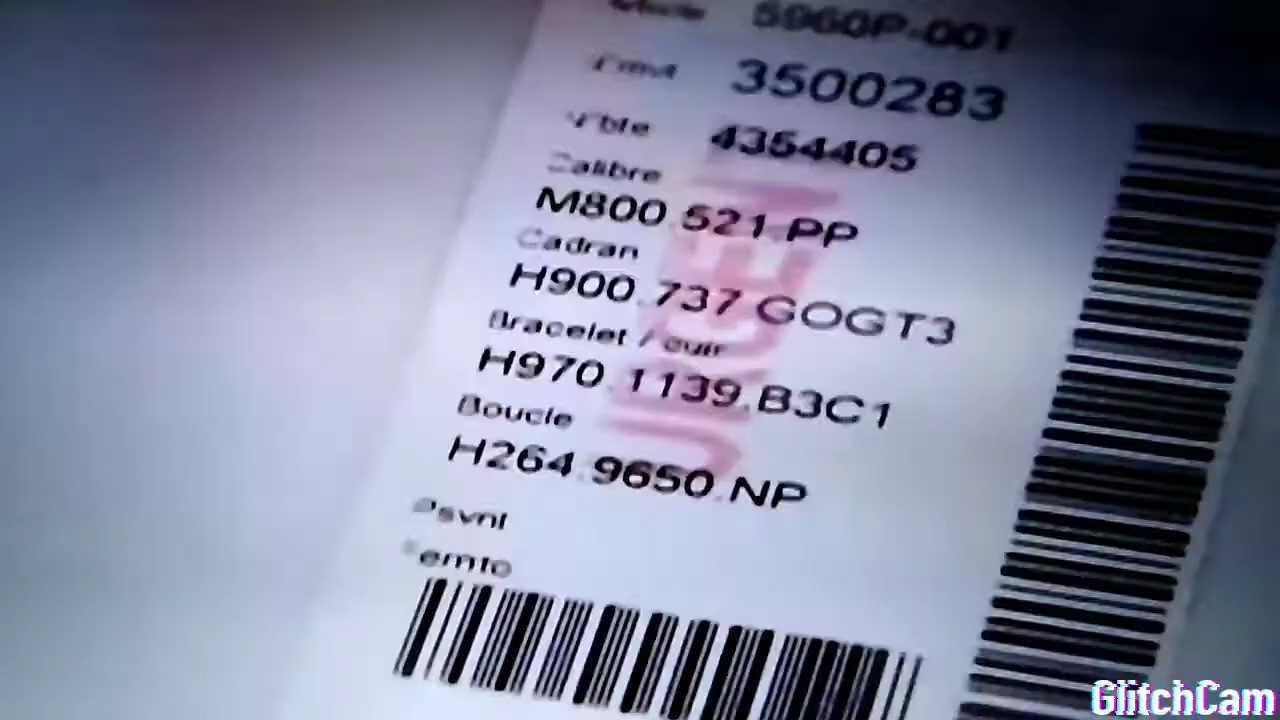 5960P-001
3500283
4354405
Calibre
M800.521.PP
Cadran
H900.737.GOGT3
Bracelet / cuir
H970.1139.B3C1
Boucle
H264.9650.NP
GlitchCam